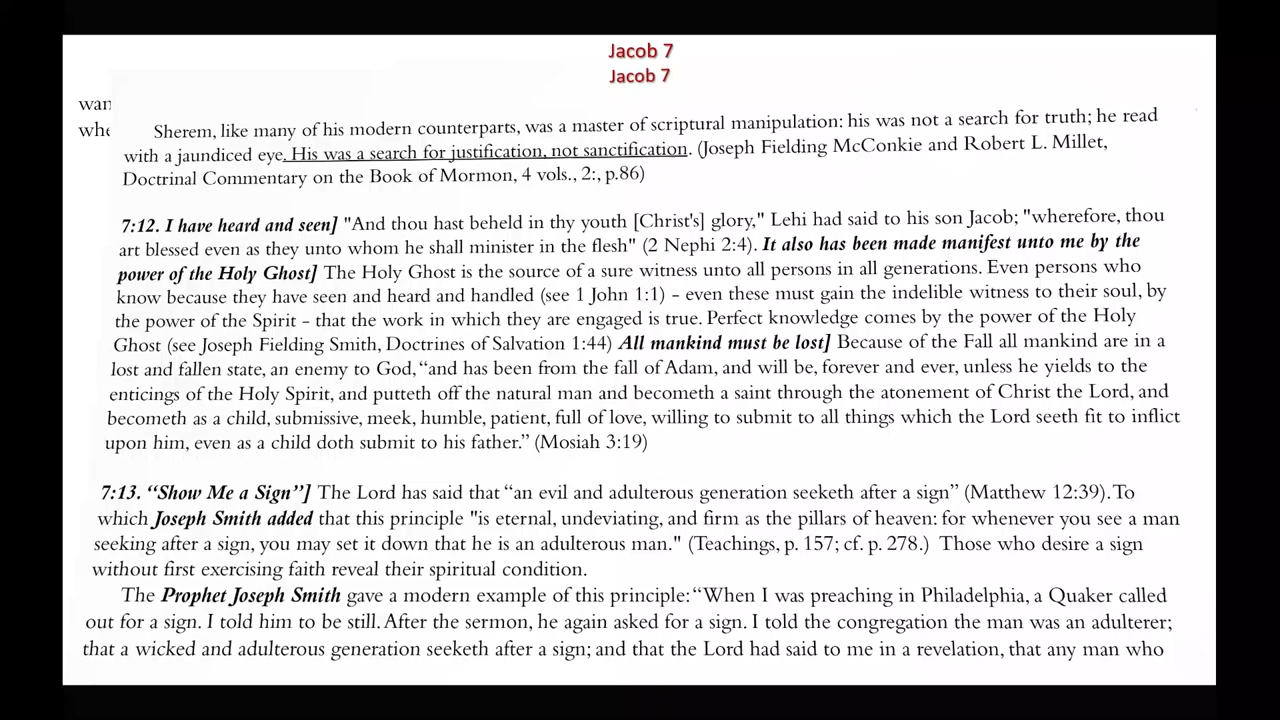 Jacob 7
Jacob 7
wan
whe
Sherem, like many of his modern counterparts, was a master of scriptural manipulation: his was not a search for truth; he read
with a jaundiced eye. His was a search for justification, not sanctification. (Joseph Fielding McConkie and Robert L. Millet,
Doctrinal Commentary on the Book of Mormon, 4 vols., 2:, p.86)
7:12. I have heard and seen] "And thou hast beheld in thy youth [Christ's] glory," Lehi had said to his son Jacob; "wherefore, thou
art blessed even as they unto whom he shall minister in the flesh" (2 Nephi 2:4). It also has been made manifest unto me by the
power of the Holy Ghost] The Holy Ghost is the source of a sure witness unto all persons in all generations. Even persons who
know because they have seen and heard and handled (see 1 John 1:1) - even these must gain the indelible witness to their soul, by
the power of the Spirit - that the work in which they are engaged is true. Perfect knowledge comes by the power of the Holy
Ghost (see Joseph Fielding Smith, Doctrines of Salvation 1:44) All mankind must be lost] Because of the Fall all mankind are in a
lost and fallen state, an enemy to God, “and has been from the fall of Adam, and will be, forever and ever, unless he yields to the
enticings of the Holy Spirit, and putteth off the natural man and becometh a saint through the atonement of Christ the Lord, and
becometh as a child, submissive, meek, humble, patient, full of love, willing to submit to all things which the Lord seeth fit to inflict
upon him, even as a child doth submit to his father.” (Mosiah 3:19)
7:13. “Show Me a Sign”] The Lord has said that “an evil and adulterous generation seeketh after a sign” (Matthew 12:39). To
which Joseph Smith added that this principle "is eternal, undeviating, and firm as the pillars of heaven: for whenever you see a man
seeking after a sign, you may set it down that he is an adulterous man." (Teachings, p. 157; cf. p. 278.) Those who desire a sign
without first exercising faith reveal their spiritual condition.
The Prophet Joseph Smith gave a modern example of this principle: “When I was preaching in Philadelphia, a Quaker called
out for a sign. I told him to be still. After the sermon, he again asked for a sign. I told the congregation the man was an adulterer;
that a wicked and adulterous generation seeketh after a sign; and that the Lord had said to me in a revelation, that any man who